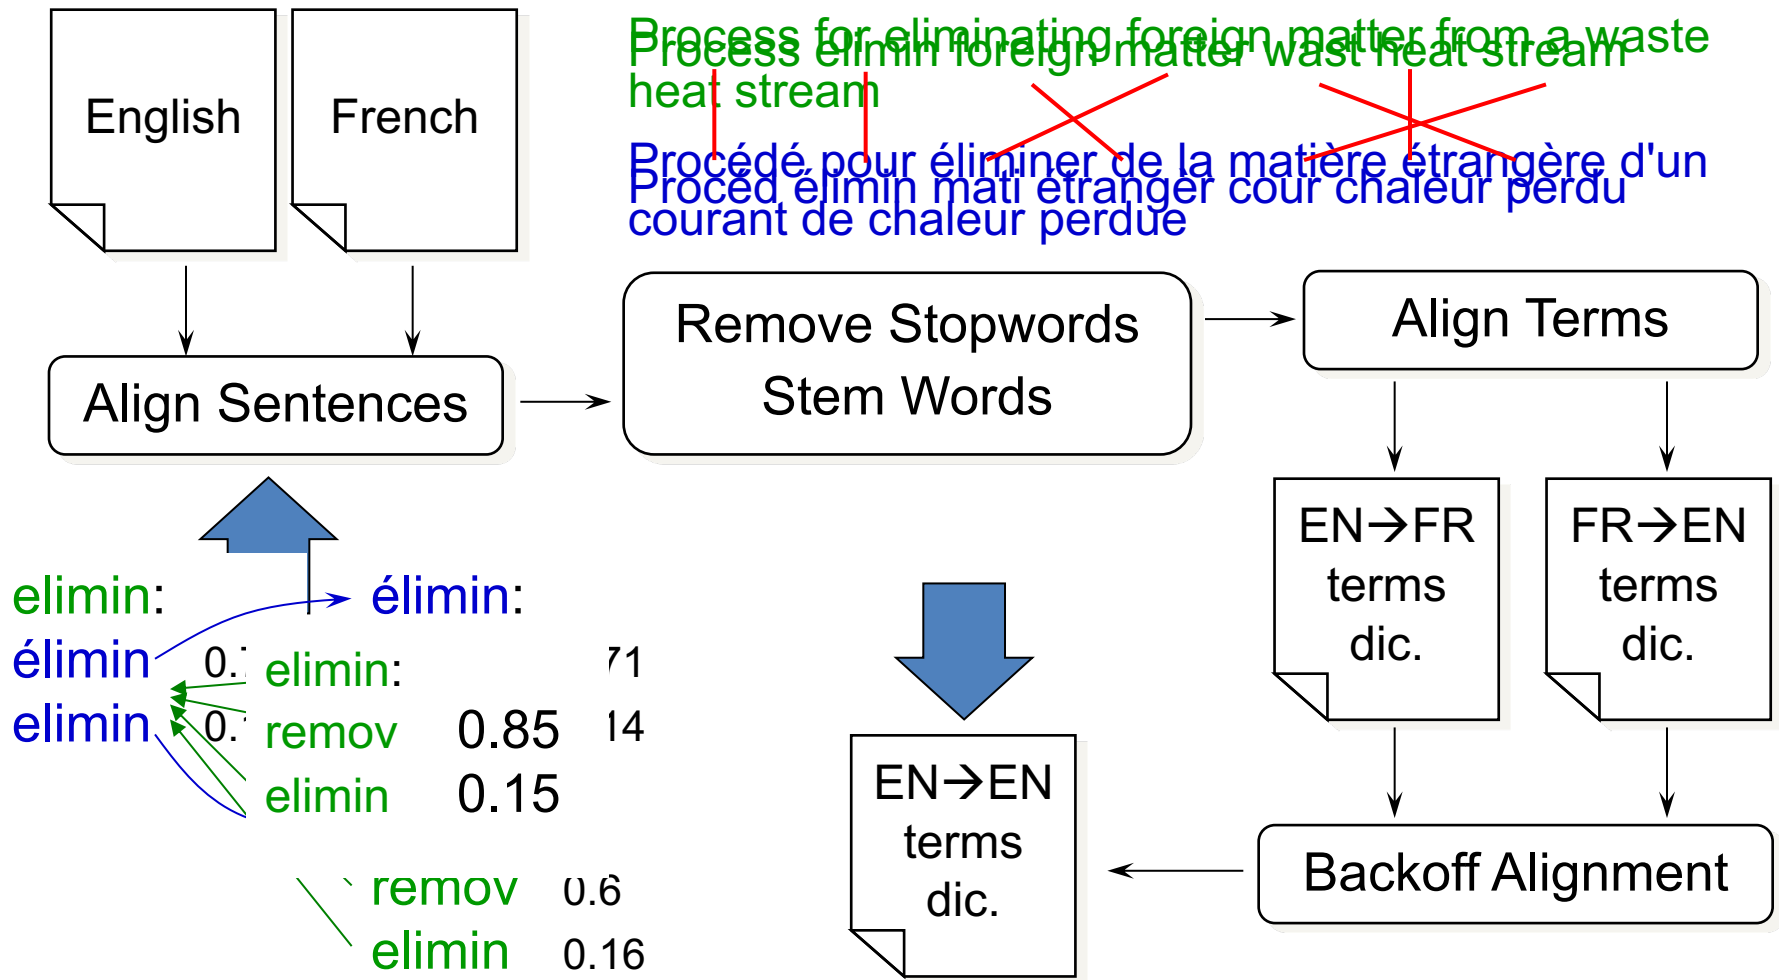 English
French
Process for eliminating foreign matter from a waste
heat stream
Process elimin foreign matter wast heat stream
Procédé pour éliminer de la matière étrangère d'un
courant de chaleur perdue
Procéd élimin mati étranger cour chaleur perdu
Align Sentences
Remove Stopwords
Stem Words
Align Terms
EN→FR
terms
dic.
FR→EN
terms
dic.
Backoff Alignment
EN→EN
terms
dic.
elimin:
élimin
elimin
élimin:
71
14
elimin:
remov 0.85
elimin 0.15
remov 0.6
elimin 0.16